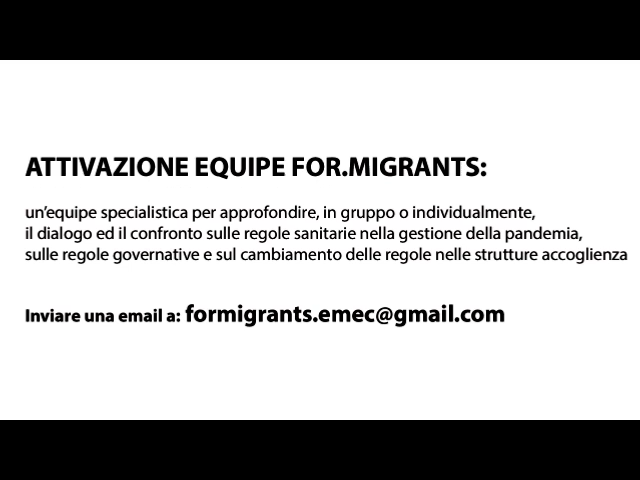 ATTIVAZIONE EQUIPE FOR.MIGRANTS:
un'equipe specialistica per approfondire, in gruppo o individualmente,
il dialogo ed il confronto sulle regole sanitarie nella gestione della pandemia,
sulle regole governative e sul cambiamento delle regole nelle strutture accoglienza
Inviare una email a: formigrants.emec@gmail.com